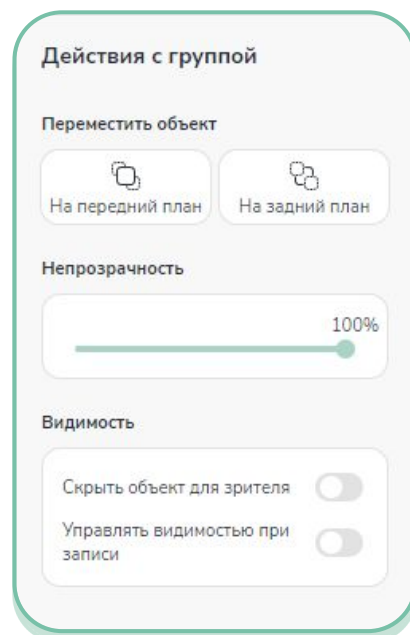 Действия с группой
Переместить объект
На передний план
На задний план
Непрозрачность
100%
Видимость
Скрыть объект для зрителя
Управлять видимостью при
записи